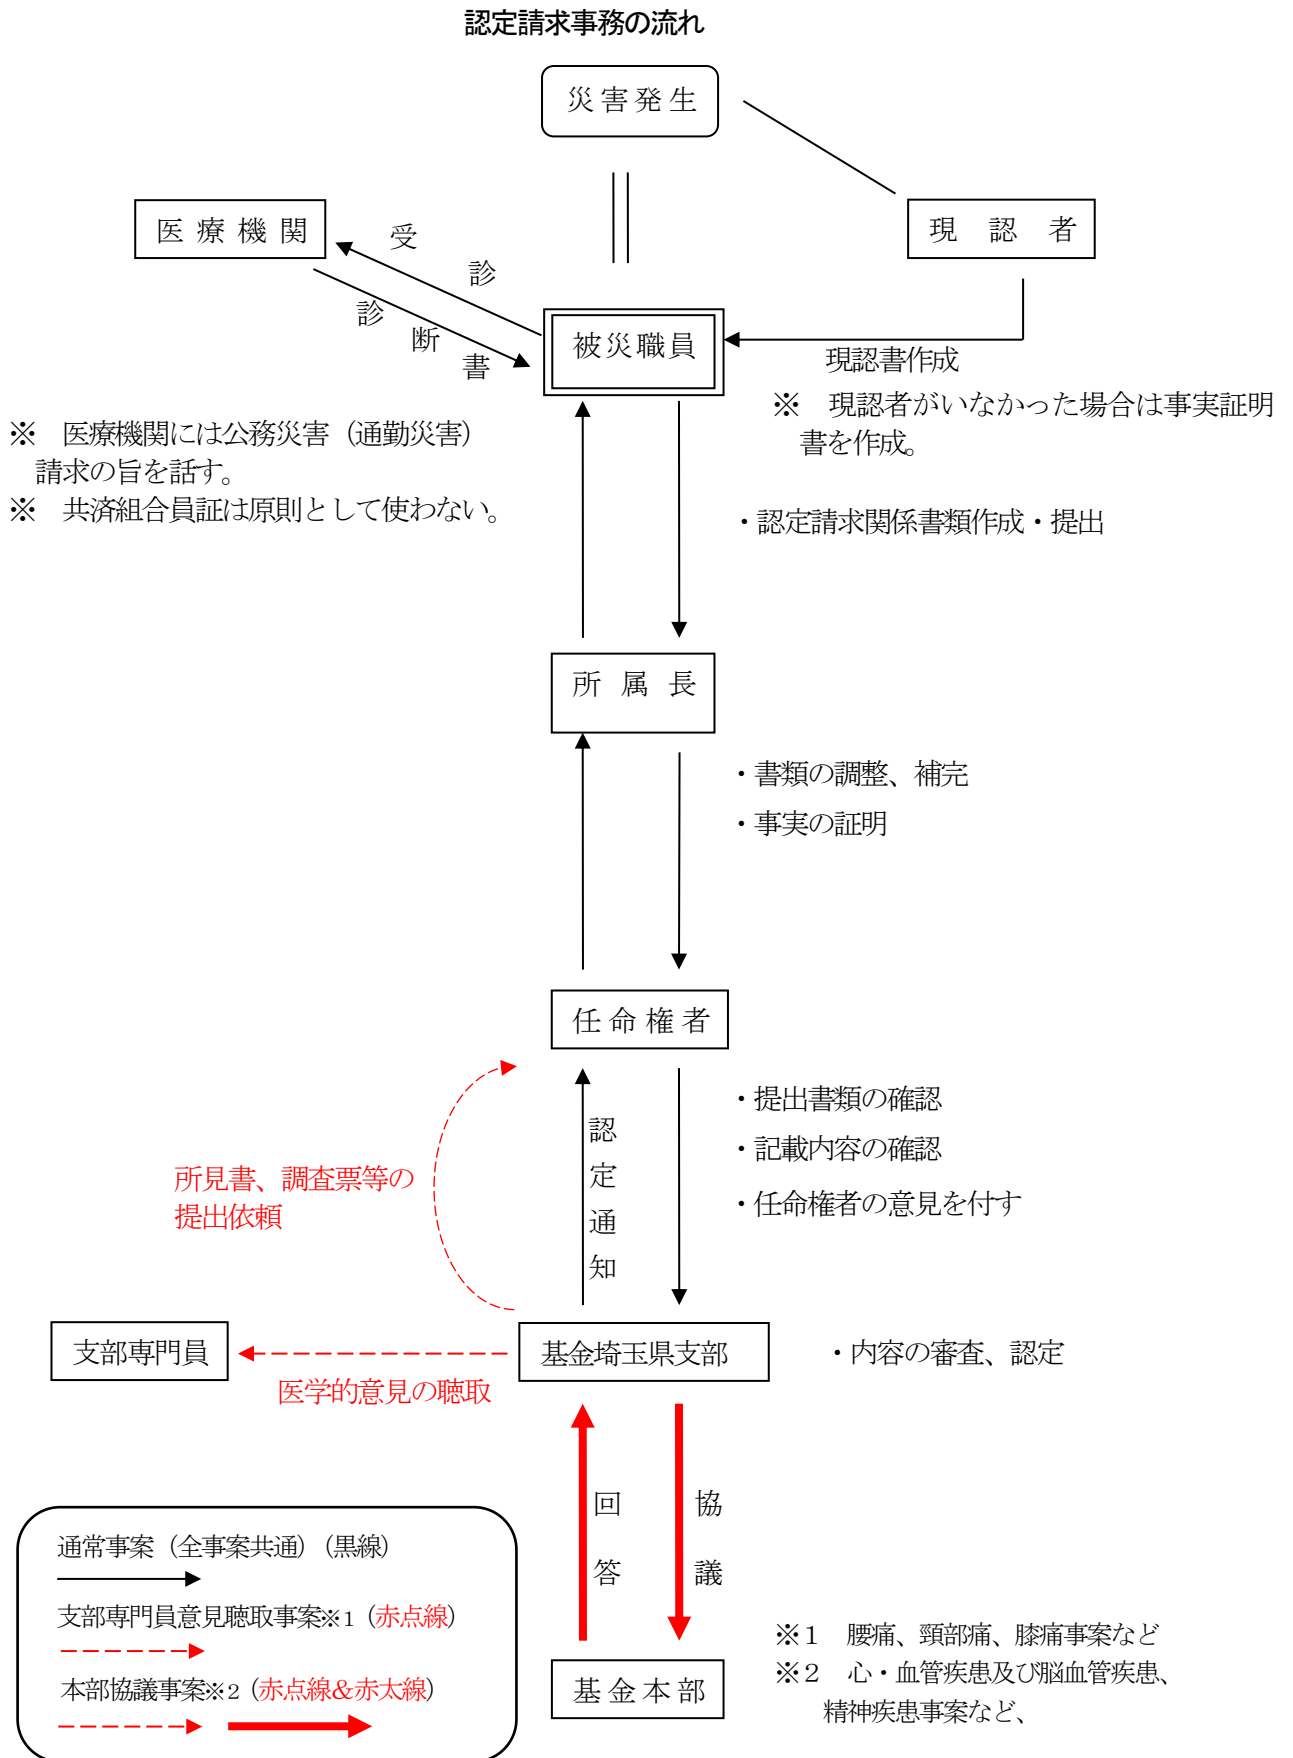 認定請求事務の流れ
災害発生
医療機関
受診
現認者
診断書
被災職員
現認書作成
※　現認者がいなかった場合は事実証明
書を作成。
※　医療機関には公務災害（通勤災害）
請求の旨を話す。
※　共済組合員証は原則として使わない。
・認定請求関係書類作成・提出
所属長
・書類の調整、補完
・事実の証明
任命権者
認定通知
・提出書類の確認
・記載内容の確認
・任命権者の意見を付す
所見書、調査票等の
提出依頼
支部専門員
基金埼玉県支部
・内容の審査、認定
医学的意見の聴取
回答
協議
通常事案（全事案共通）（黒線）
支部専門員意見聴取事案※1（赤点線）
本部協議事案※2（赤点線&赤太線）
基金本部
※１　腰痛、頸部痛、膝痛事案など
※２　心・血管疾患及び脳血管疾患、
精神疾患事案など、